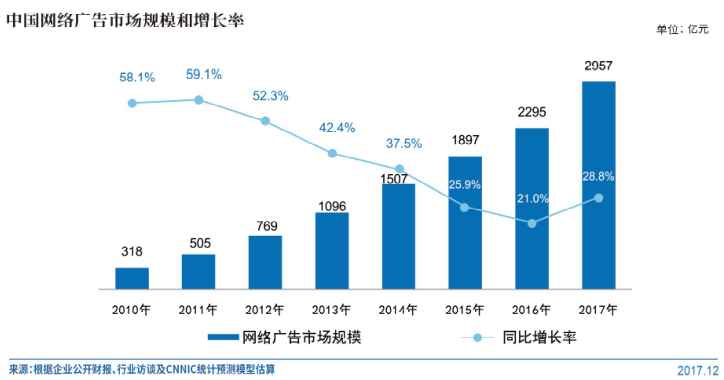 中国网络广告市场规模和增长率
单位：亿元
58.1%
59.1%
52.3%
42.4%
37.5%
25.9%
21.0%
28.8%
318
505
769
1096
1507
1897
2295
2957
2010年
2011年
2012年
2013年
2014年
2015年
2016年
2017年
网络广告市场规模
同比增长率
来源：根据企业公开财报、行业访谈及CNNIC统计预测模型估算
2017.12